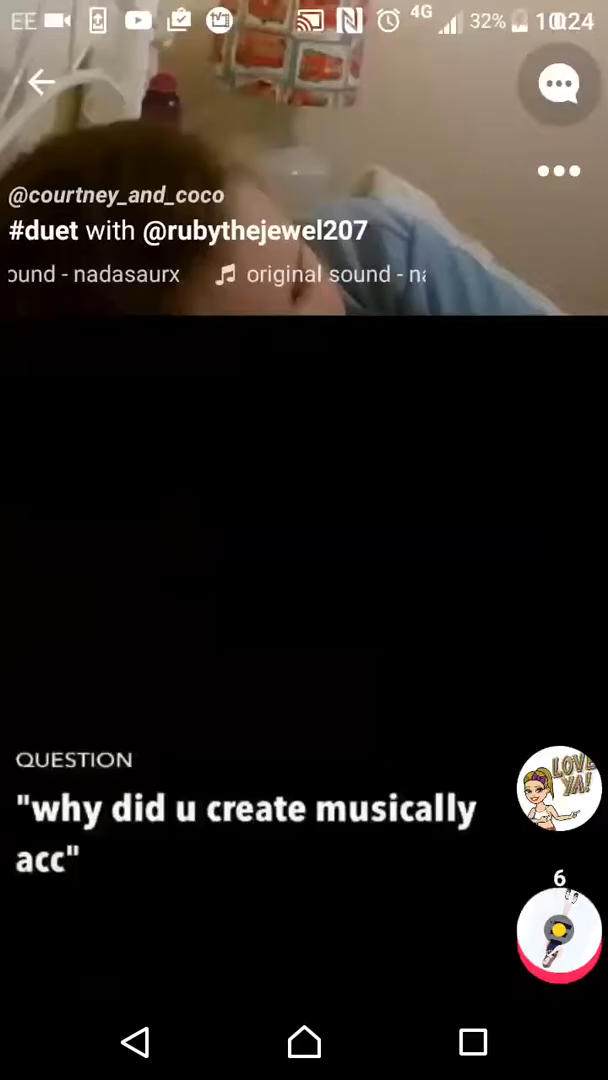 EE 4G 32% 10:24
@courtney_and_coco
#duet with @rubythejewel207
ound - nadasaurx original sound - na
QUESTION
LOVE
YA!
"why did u create musically
acc"
6